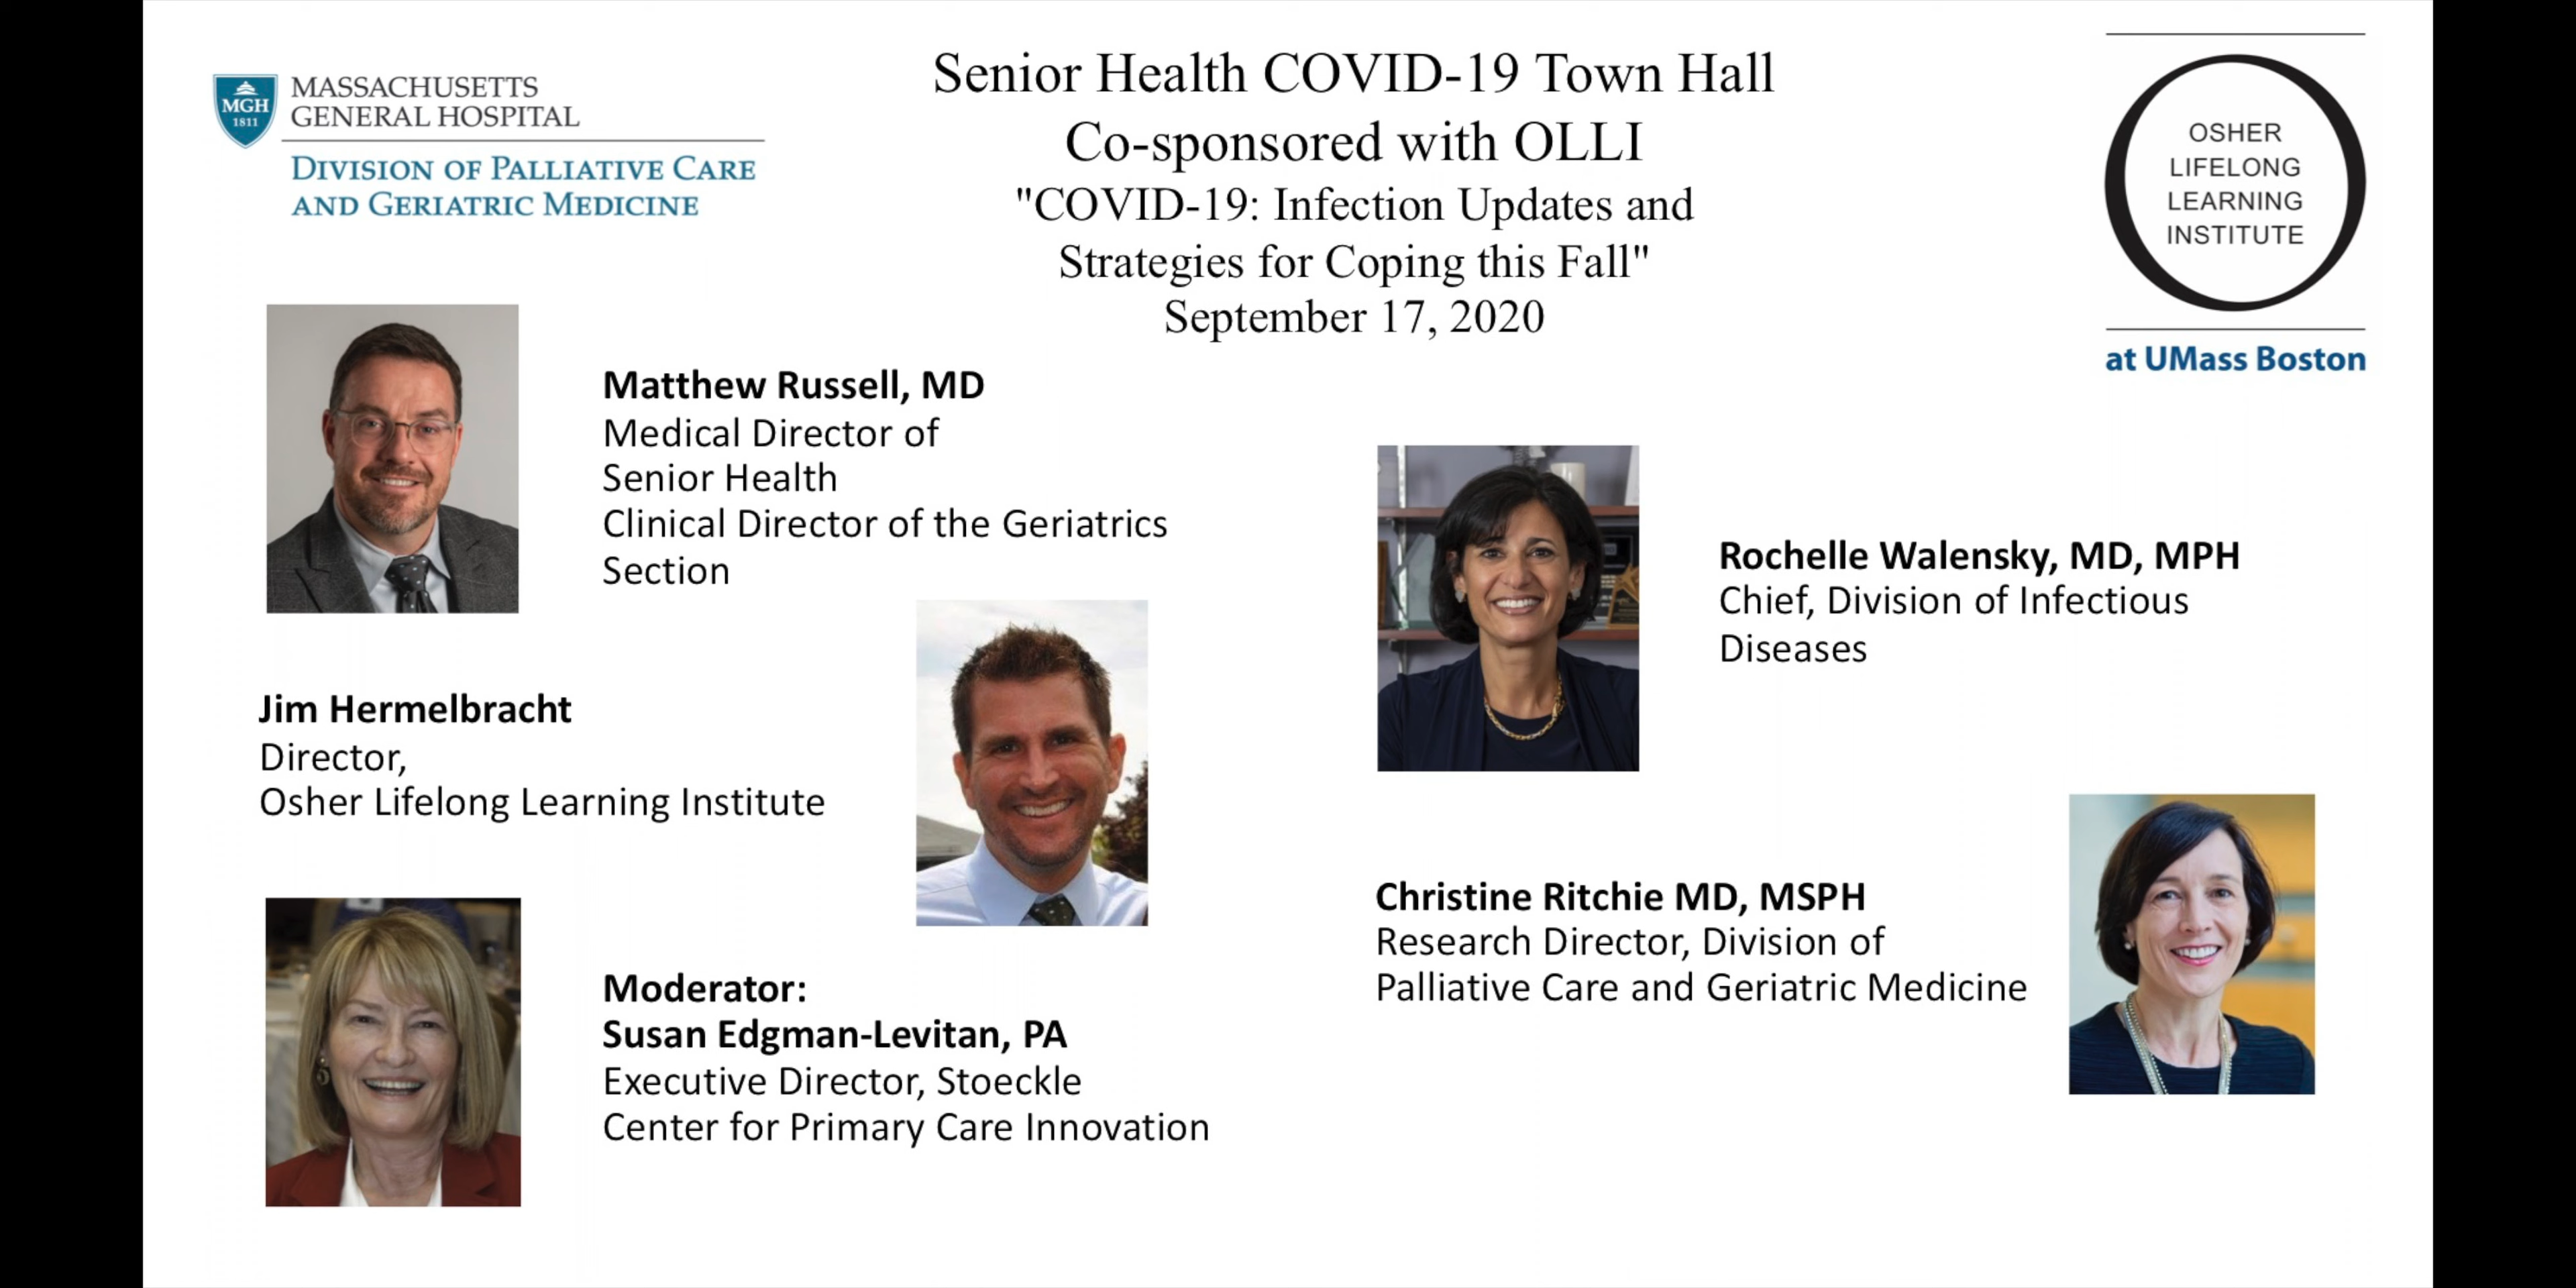 MGH
1811
MASSACHUSETTS
GENERAL HOSPITAL
DIVISION OF PALLIATIVE CARE
AND GERIATRIC MEDICINE
Senior Health COVID-19 Town Hall
Co-sponsored with OLLI
"COVID-19: Infection Updates and
Strategies for Coping this Fall"
September 17, 2020
OSHER
LIFELONG
LEARNING
INSTITUTE
at UMass Boston
Matthew Russell, MD
Medical Director of
Senior Health
Clinical Director of the Geriatrics
Section
Rochelle Walensky, MD, MPH
Chief, Division of Infectious
Diseases
Jim Hermelbracht
Director,
Osher Lifelong Learning Institute
Christine Ritchie MD, MSPH
Research Director, Division of
Palliative Care and Geriatric Medicine
Moderator:
Susan Edgman-Levitan, PA
Executive Director, Stoeckle
Center for Primary Care Innovation